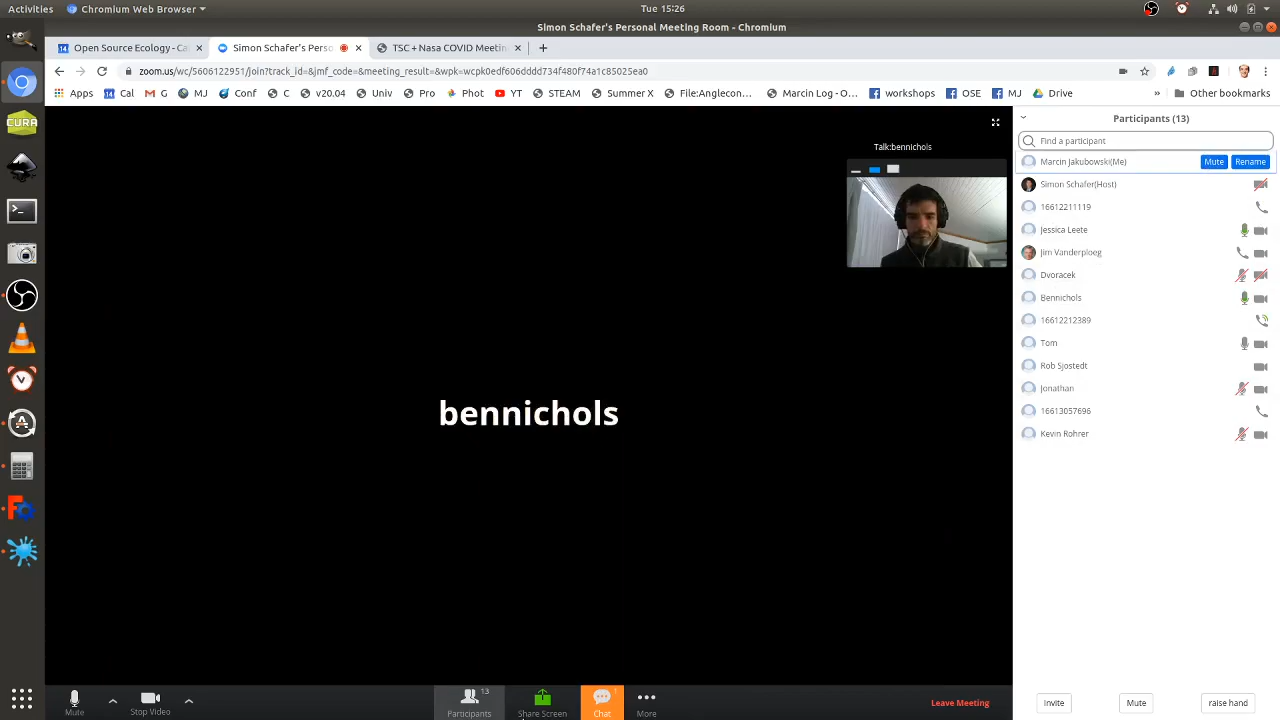 Activities Chromium Web Browser Tue 15:26
Simon Schafer's Personal Meeting Room - Chromium
Open Source Ecology - Ca Simon Schafer's Perso TSC + Nasa COVID Meetin
zoom.us/wc/5606122951/join?track_id=&jmf_code=&meeting_result=&wpk=wcpk0edf606dddd734f480f74a1c85025ea0
Apps Cal G MJ Conf C v20.04 Univ Pro Phot YT STEAM Summer X File:Anglecon... Marcin Log - O... workshops OSE MJ Drive » Other bookmarks
CURA
Talk:bennichols
bennichols
Participants (13)
Find a participant
Marcin Jakubowski(Me) Mute Rename
Simon Schafer(Host)
16612211119
Jessica Leete
Jim Vanderploeg
Dvoracek
Bennichols
16612212389
Tom
Rob Sjostedt
Jonathan
16613057696
Kevin Rohrer
Mute Stop Video Participants 13 Share Screen Chat More Leave Meeting
Invite Mute raise hand